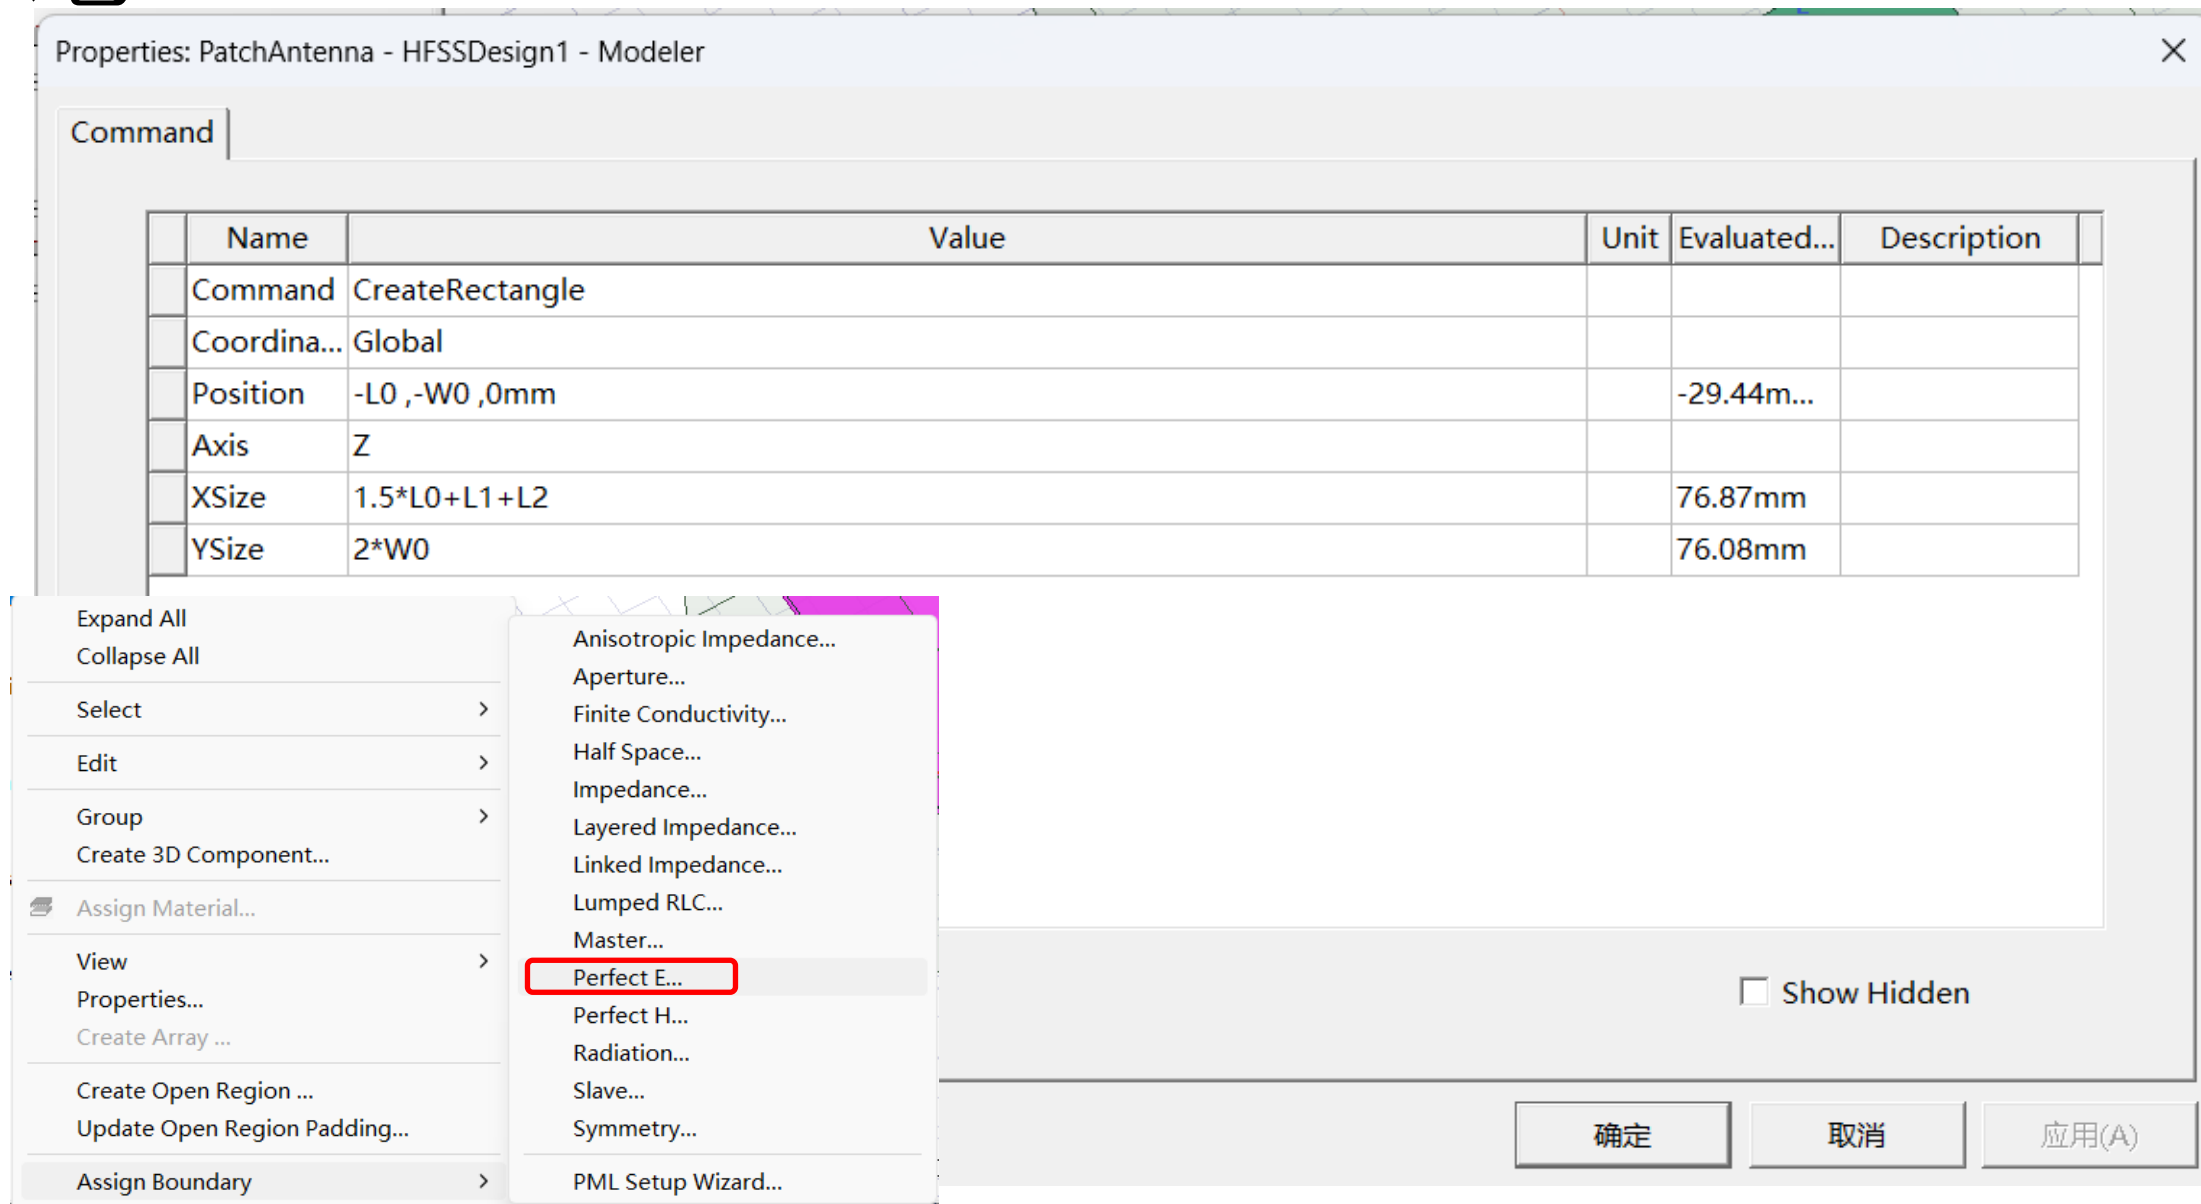 Properties: PatchAntenna - HFSSDesign1 - Modeler
Command
Name Value Unit Evaluated... Description
Command CreateRectangle
Coordina... Global
Position -L0 ,-W0 ,0mm -29.44m...
Axis Z
XSize 1.5*L0+L1+L2 76.87mm
YSize 2*W0 76.08mm
Expand All
Collapse All
Select
Edit
Group
Create 3D Component...
Assign Material...
View
Properties...
Create Array ...
Create Open Region ...
Update Open Region Padding...
Assign Boundary
Anisotropic Impedance...
Aperture...
Finite Conductivity...
Half Space...
Impedance...
Layered Impedance...
Linked Impedance...
Lumped RLC...
Master...
Perfect E...
Perfect H...
Radiation...
Slave...
Symmetry...
PML Setup Wizard...
Show Hidden
确定 取消 应用(A)